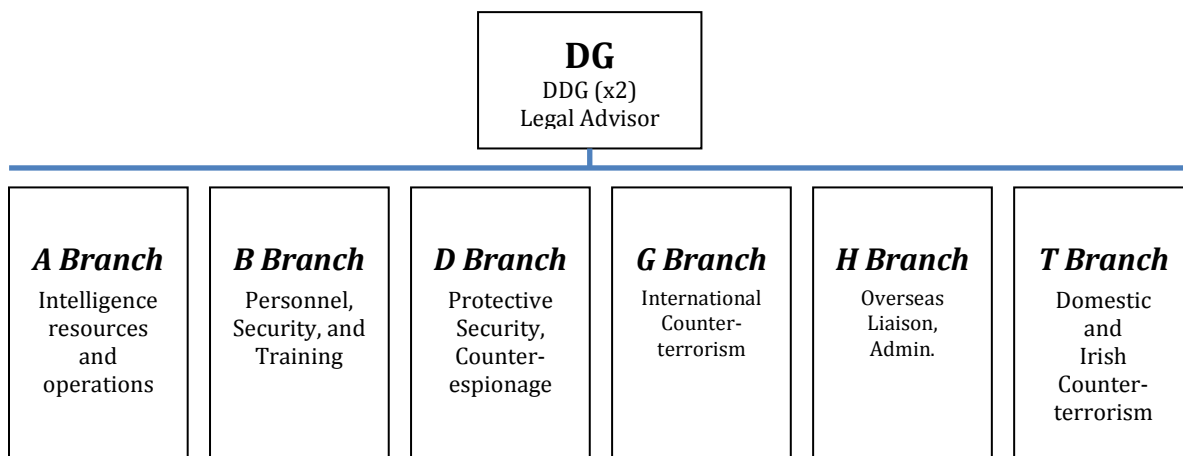 DG
DDG (x2)
Legal Advisor
A Branch
Intelligence
resources
and
operations
B Branch
Personnel,
Security, and
Training
D Branch
Protective
Security,
Counter-
espionage
G Branch
International
Counter-
terrorism
H Branch
Overseas
Liaison,
Admin.
T Branch
Domestic
and
Irish
Counter-
terrorism